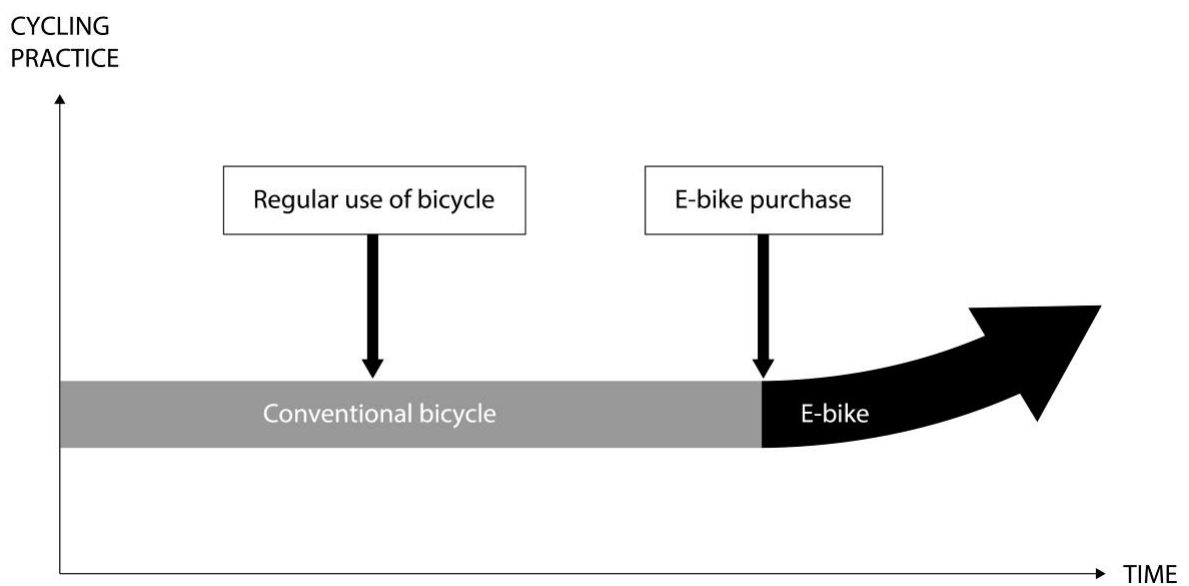 CYCLING
PRACTICE
Regular use of bicycle
E-bike purchase
Conventional bicycle
E-bike
TIME